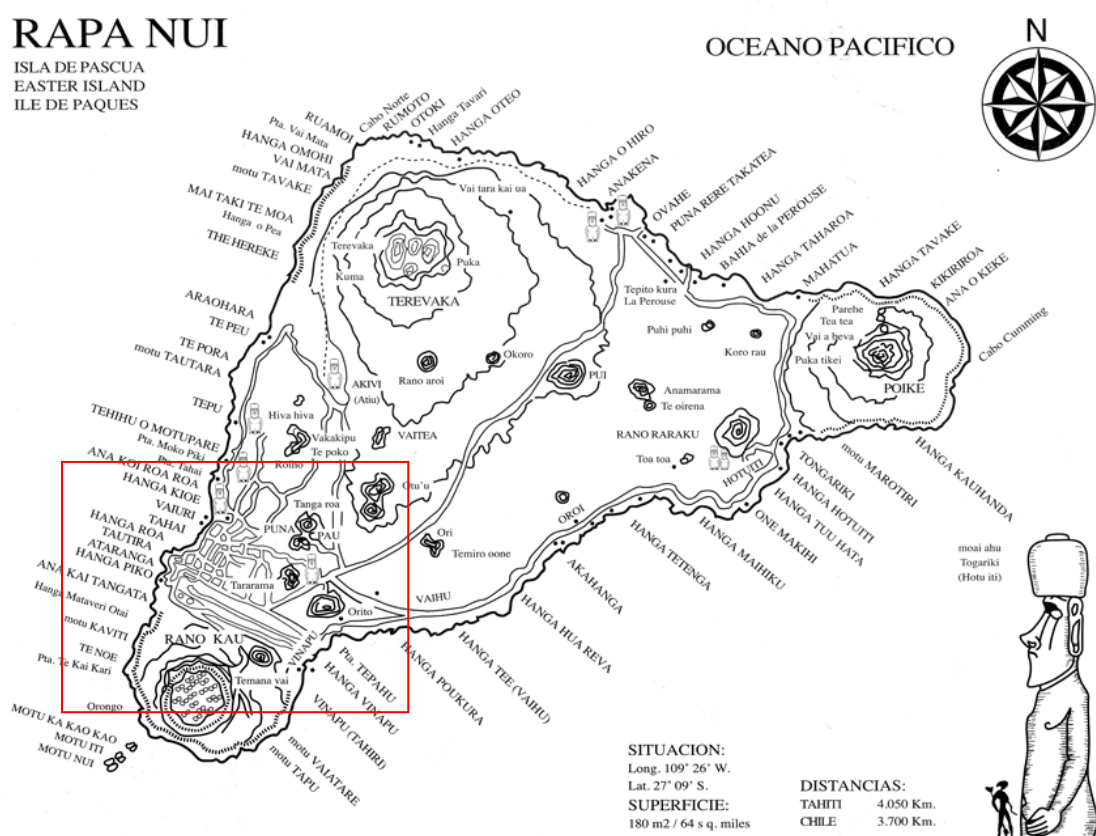 RAPA NUI
ISLA DE PASCUA
EASTER ISLAND
ILE DE PAQUES
OCEANO PACIFICO
N
RUAMOI
Cabo Norte
RUMOTO
OTOKI
Hanga Tavari
HANGA OTEO
Pta. Vai Mata
HANGA OMOHI
VAI MATA
motu TAVAKE
MAI TAKI TE MOA
Hanga o Pea
THE HEREKE
ARAOHARA
TE PEU
TE PORA
motu TAUTARA
TEPU
TEHIHU O MOTUPARE
Pta. Moko Piki
Pta. Tahai
ANA KOI ROA ROA
HANGA KIOE
VAIURI
TAHAI
HANGA ROA
TAUTIRA
ATARANGA
HANGA PIKO
ANA KAI TANGATA
Hanga Mataveri Otai
motu KAVITI
TE NOE
Pta. Te Kai Kari
Orongo
MOTU KA KAO KAO
MOTU ITI
MOTU NUI
HANGA O HIRO
ANAKENA
OVAHE
PUNA RERE TAKATEA
HANGA HOONU
BAHIA de la PEROUSE
HANGA TAHAROA
MAHATUA
HANGA TAVAKE
KIKIRIROA
ANA O KEKE
Cabo Cumming
Vai tara kai ua
Terevaka
Kuma
Puka
TEREVAKA
Tepito kura
La Perouse
Puhi puhi
Koro rau
Parehe
Tea tea
Vai a heva
Puka tikei
POIKE
Okoro
Rano aroi
PUI
AKIVI
(Atiu)
Anamarama
Te oirena
Hiva hiva
Vakakipu
Te poko
VAITEA
Roiho
RANO RARAKU
Toa toa
HOTUITI
Otu'u
Tanga roa
PUNA
PAU
Ori
Temiro oone
OROI
Tararama
Orito
VAIHU
RANO KAU
VINAPU
Temana vai
HANGA KAUHANDA
motu MAROTIRI
TONGARIKI
HANGA HOTUITI
HANGA TUU HATA
ONE MAKIHI
HANGA MAIHIKU
HANGA TETENGA
AKAHANGA
HANGA HUA REVA
HANGA TEE (VAIHU)
HANGA POUKURA
Pta. TEPAHU
HANGA VINAPU
VINAPU (TAHIRI)
motu VAIATARE
motu TAPU
moai ahu
Togariki
(Hotu iti)
SITUACION:
Long. 109° 26' W.
Lat. 27° 09' S.
SUPERFICIE:
180 m2 / 64 s q. miles
DISTANCIAS:
TAHITI 4.050 Km.
CHILE 3.700 Km.